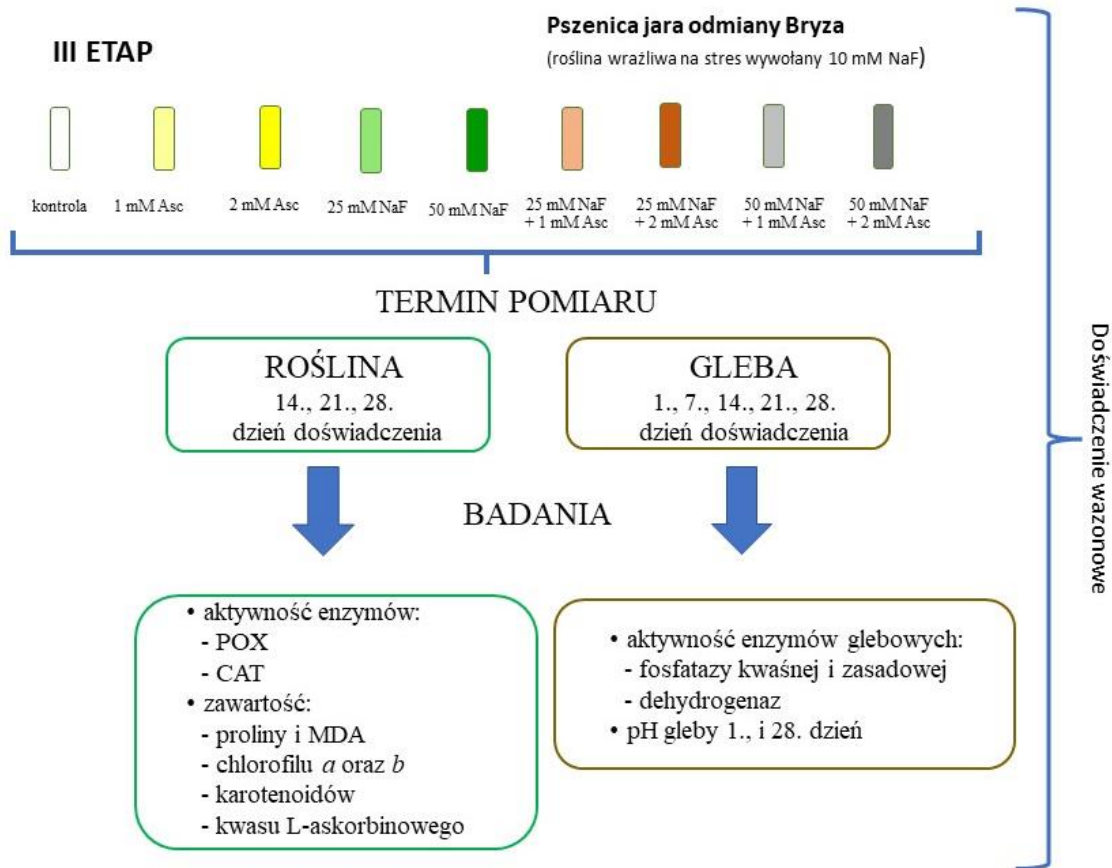 III ETAP
Pszenica jara odmiany Bryza
(roślina wrażliwa na stres wywołany 10 mM NaF)
kontrola
1 mM Asc
2 mM Asc
25 mM NaF
50 mM NaF
25 mM NaF
+ 1 mM Asc
25 mM NaF
+ 2 mM Asc
50 mM NaF
+ 1 mM Asc
50 mM NaF
+ 2 mM Asc
TERMIN POMIARU
ROŚLINA
14., 21., 28.
dzień doświadczenia
GLEBA
1., 7., 14., 21., 28.
dzień doświadczenia
BADANIA
• aktywność enzymów:
- POX
- CAT
• zawartość:
- proliny i MDA
- chlorofilu a oraz b
- karotenoidów
- kwasu L-askorbinowego
• aktywność enzymów glebowych:
- fosfatazy kwaśnej i zasadowej
- dehydrogenaz
• pH gleby 1., i 28. dzień
Doświadczenie wazonowe